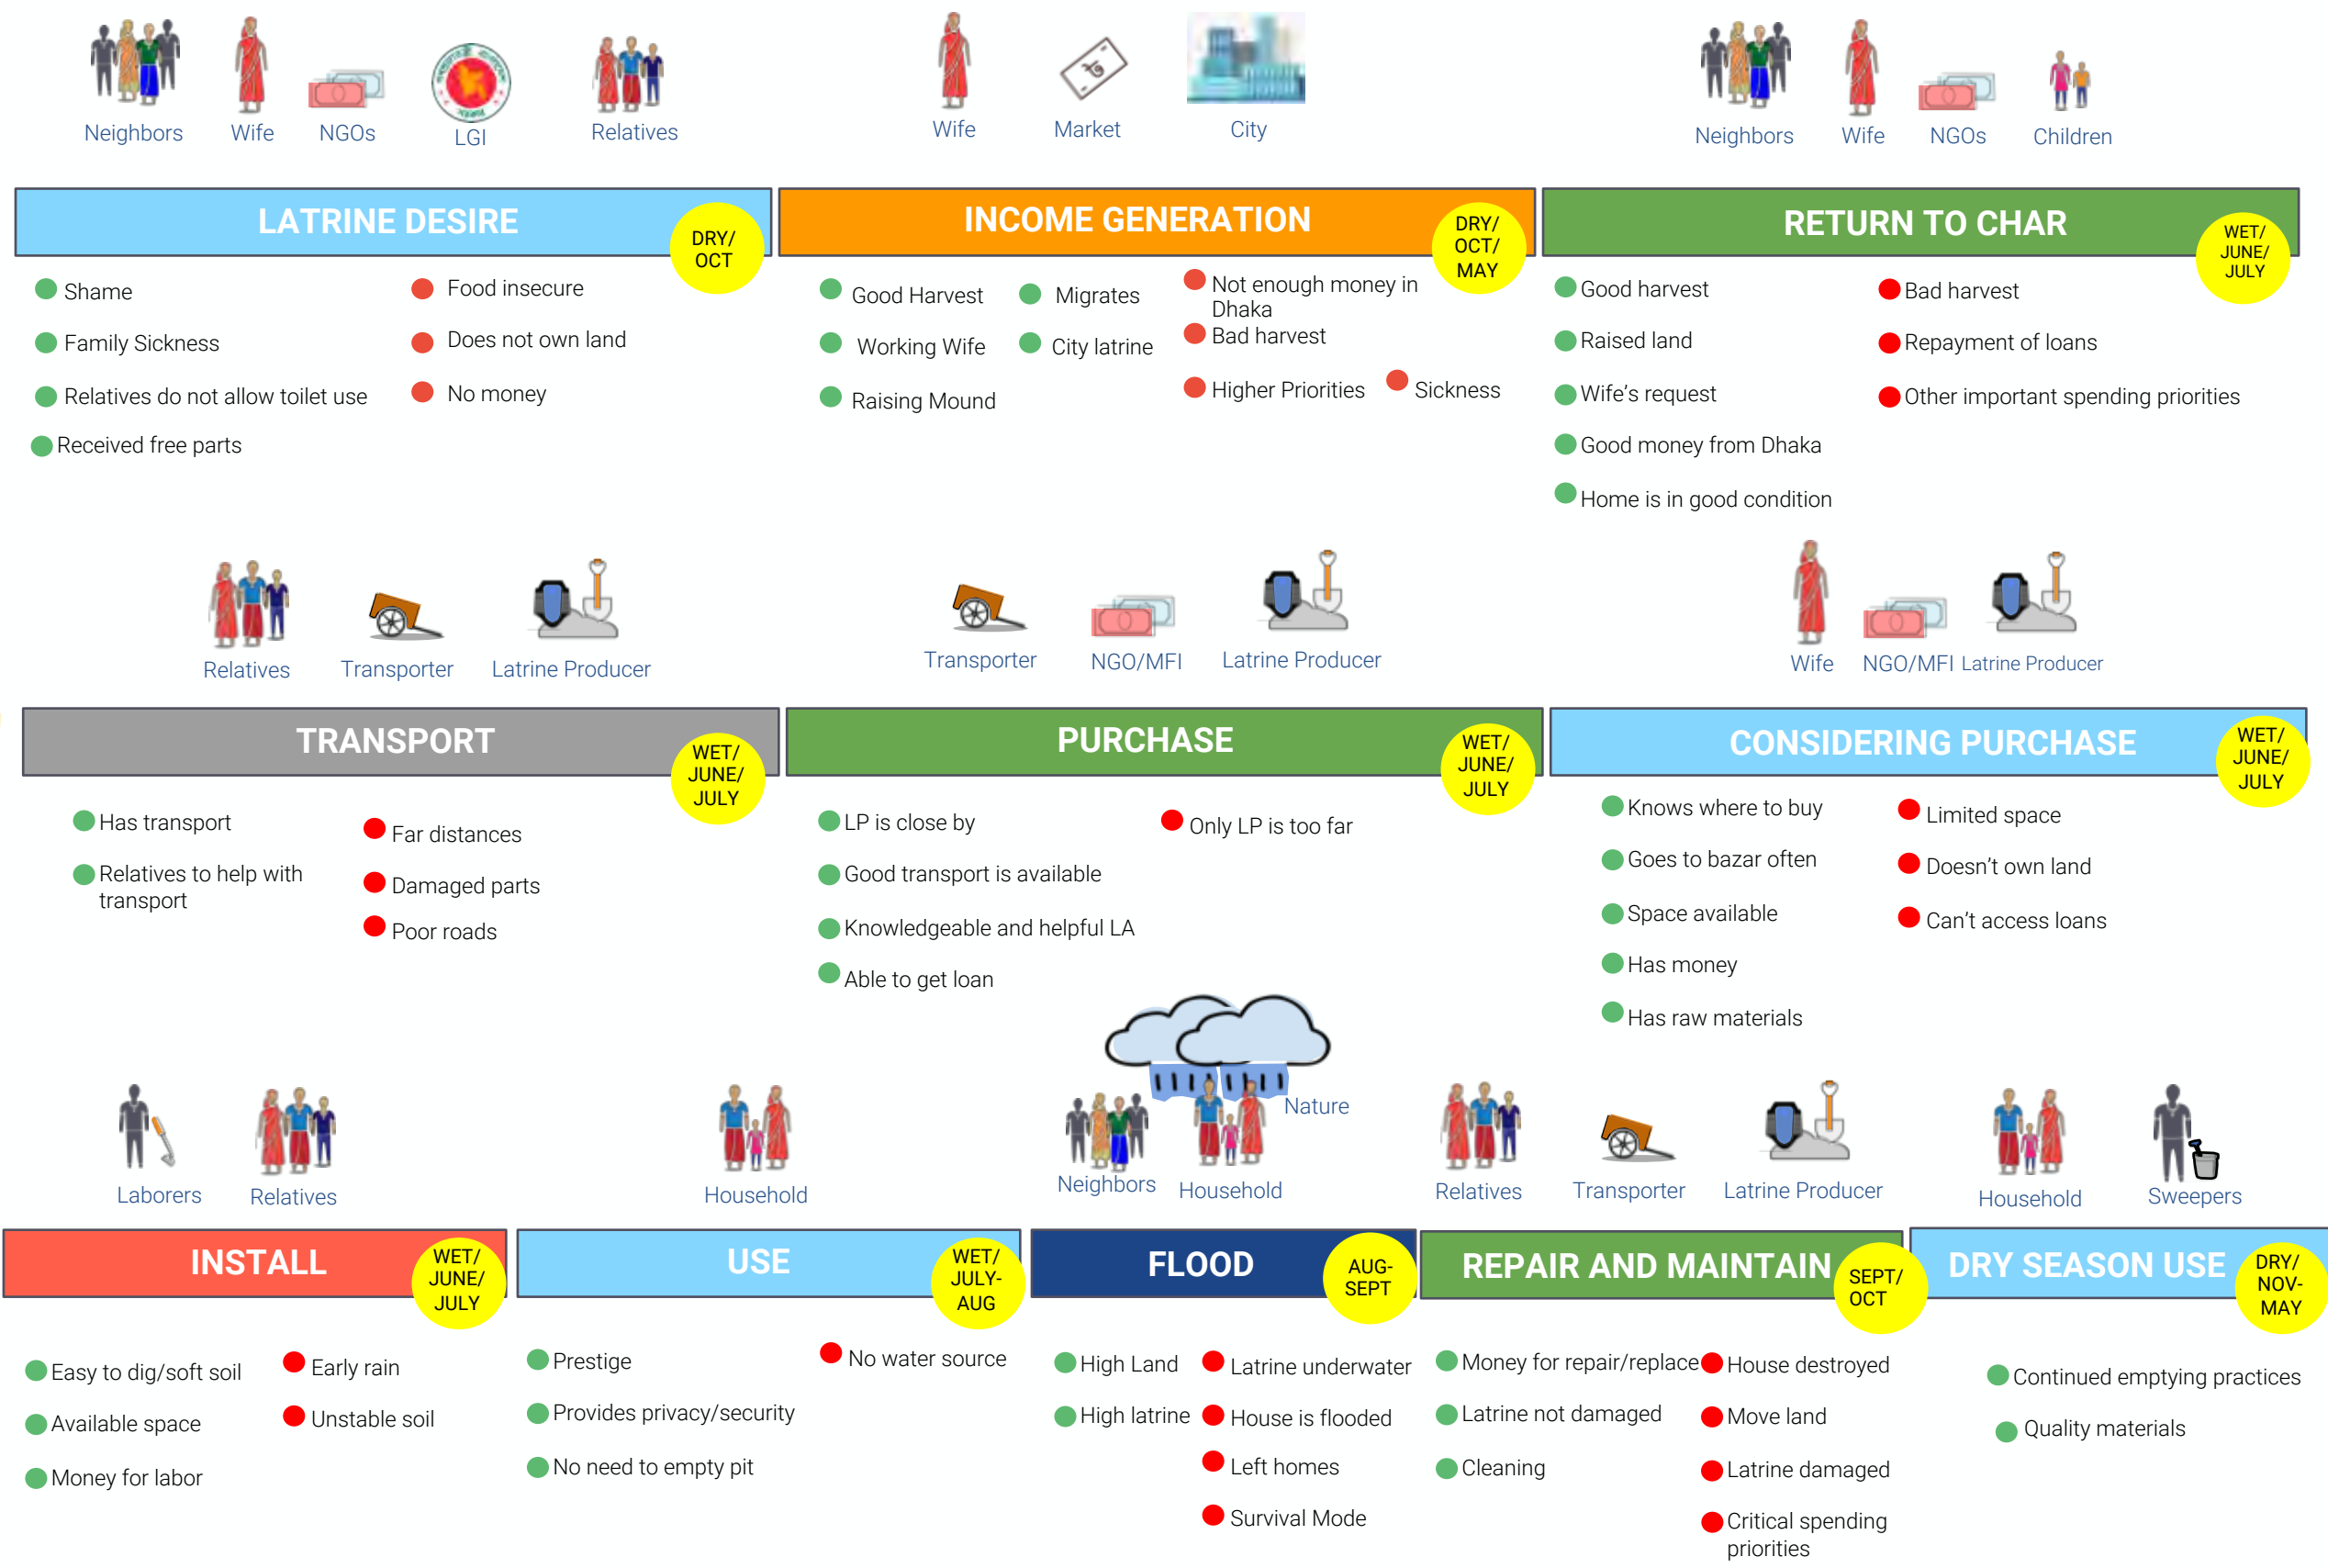 Neighbors
Wife
NGOs
LGI
Relatives
Wife
Market
City
Neighbors
Wife
NGOs
Children
LATRINE DESIRE
DRY/
OCT
INCOME GENERATION
DRY/
OCT/
MAY
RETURN TO CHAR
WET/
JUNE/
JULY
Shame
Family Sickness
Relatives do not allow toilet use
Received free parts
Food insecure
Does not own land
No money
Good Harvest
Working Wife
Raising Mound
Migrates
City latrine
Not enough money in
Dhaka
Bad harvest
Higher Priorities
Sickness
Good harvest
Raised land
Wife's request
Good money from Dhaka
Home is in good condition
Bad harvest
Repayment of loans
Other important spending priorities
Relatives
Transporter
Latrine Producer
Transporter
NGO/MFI
Latrine Producer
Wife
NGO/MFI
Latrine Producer
TRANSPORT
WET/
JUNE/
JULY
PURCHASE
WET/
JUNE/
JULY
CONSIDERING PURCHASE
WET/
JUNE/
JULY
Has transport
Relatives to help with
transport
Far distances
Damaged parts
Poor roads
LP is close by
Good transport is available
Knowledgeable and helpful LA
Able to get loan
Only LP is too far
Knows where to buy
Goes to bazar often
Space available
Has money
Has raw materials
Limited space
Doesn't own land
Can't access loans
Laborers
Relatives
Household
Neighbors
Household
Nature
Relatives
Transporter
Latrine Producer
Household
Sweepers
INSTALL
WET/
JUNE/
JULY
USE
WET/
JULY-
AUG
FLOOD
AUG-
SEPT
REPAIR AND MAINTAIN
SEPT/
OCT
DRY SEASON USE
DRY/
NOV-
MAY
Easy to dig/soft soil
Available space
Money for labor
Early rain
Unstable soil
Prestige
Provides privacy/security
No need to empty pit
No water source
High Land
High latrine
Latrine underwater
House is flooded
Left homes
Survival Mode
Money for repair/replace
Latrine not damaged
Cleaning
House destroyed
Move land
Latrine damaged
Critical spending
priorities
Continued emptying practices
Quality materials